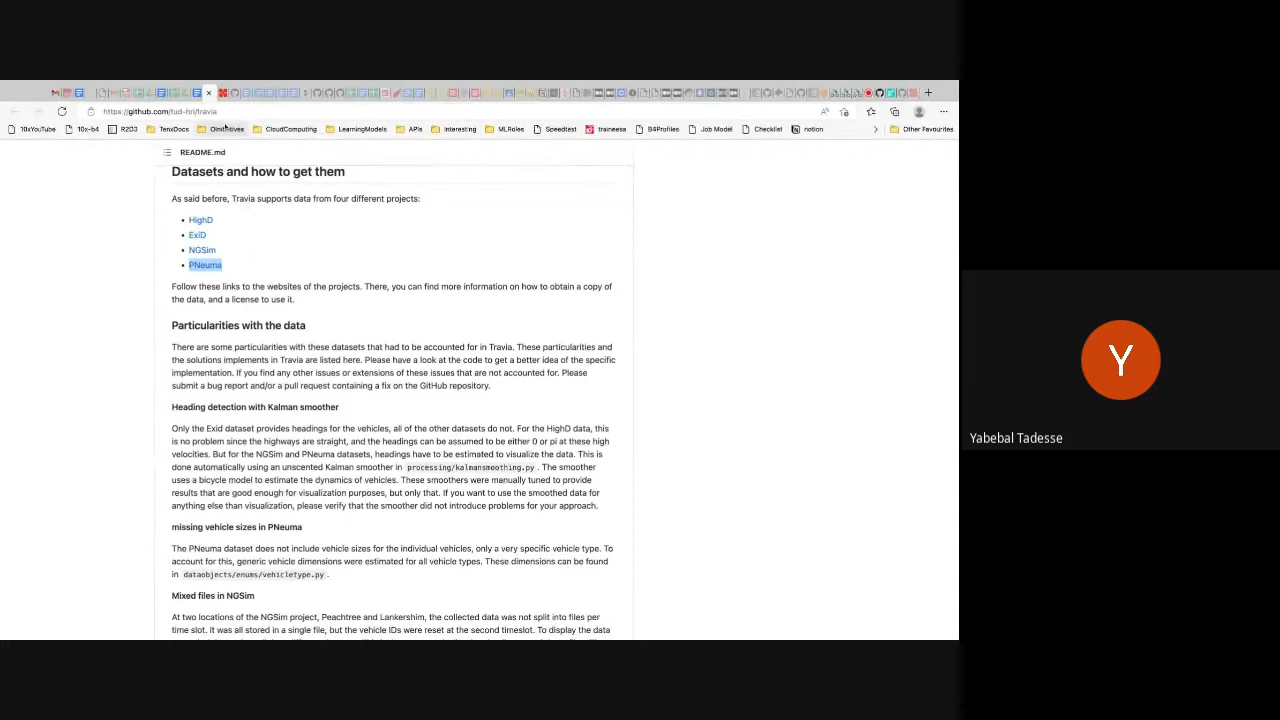 https://github.com/tud-hri/travia
10xYouTube
10x-b4
R2D3
TenxDocs
OInitiatives
CloudComputing
LearningModels
APIs
Interesting
MLRoles
Speedtest
traineesa
B4Profiles
Job Model
Checklist
notion
Other Favourites
README.md
Datasets and how to get them
As said before, Travia supports data from four different projects:
HighD
ExiD
NGSim
PNeuma
Follow these links to the websites of the projects. There, you can find more information on how to obtain a copy of
the data, and a license to use it.
Particularities with the data
There are some particularities with these datasets that had to be accounted for in Travia. These particularities and
the solutions implements in Travia are listed here. Please have a look at the code to get a better idea of the specific
implementation. If you find any other issues or extensions of these issues that are not accounted for. Please
submit a bug report and/or a pull request containing a fix on the GitHub repository.
Heading detection with Kalman smoother
Only the Exid dataset provides headings for the vehicles, all of the other datasets do not. For the HighD data, this
is no problem since the highways are straight, and the headings can be assumed to be either 0 or pi at these high
velocities. But for the NGSim and PNeuma datasets, headings have to be estimated to visualize the data. This is
done automatically using an unscented Kalman smoother in processing/kalmansmoothing.py. The smoother
uses a bicycle model to estimate the dynamics of vehicles. These smoothers were manually tuned to provide
results that are good enough for visualization purposes, but only that. If you want to use the smoothed data for
anything else than visualization, please verify that the smoother did not introduce problems for your approach.
missing vehicle sizes in PNeuma
The PNeuma dataset does not include vehicle sizes for the individual vehicles, only a very specific vehicle type. To
account for this, generic vehicle dimensions were estimated for all vehicle types. These dimensions can be found
in dataobjects/enums/vehicletype.py.
Mixed files in NGSim
At two locations of the NGSim project, Peachtree and Lankershim, the collected data was not split into files per
time slot. It was all stored in a single file, but the vehicle IDs were reset at the second timeslot. To display the data
Y
Yabebal Tadesse